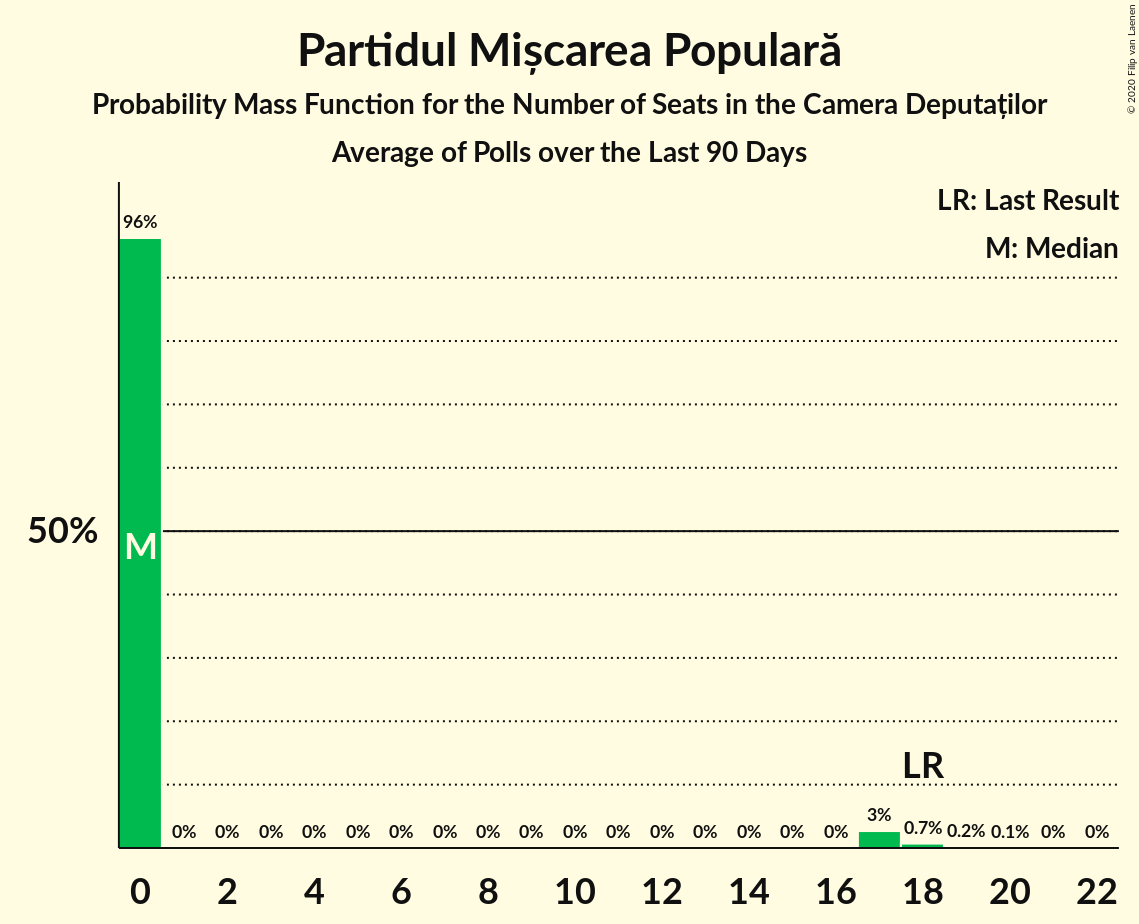 Partidul Mișcarea Populară
Probability Mass Function for the Number of Seats in the Camera Deputaților
Average of Polls over the Last 90 Days
© 2020 Filip van Laenen
LR: Last Result
M: Median
96%
50%
M
LR
0% 0% 0% 0% 0% 0% 0% 0% 0% 0% 0% 0% 0% 0% 0% 0% 3% 0.7% 0.2% 0.1% 0% 0%
0 2 4 6 8 10 12 14 16 18 20 22